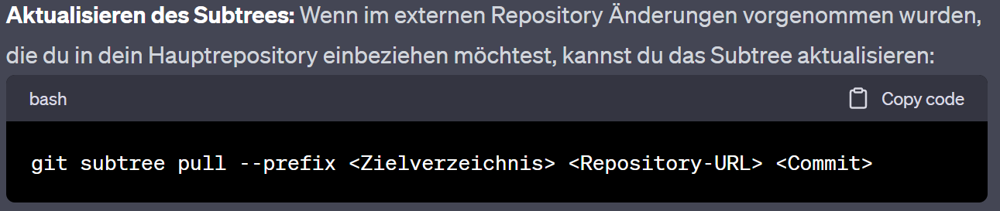 Aktualisieren des Subtrees: Wenn im externen Repository Änderungen vorgenommen wurden,
die du in dein Hauptrepository einbeziehen möchtest, kannst du das Subtree aktualisieren:
bash
Copy code
git subtree pull --prefix <Zielverzeichnis> <Repository-URL> <Commit>